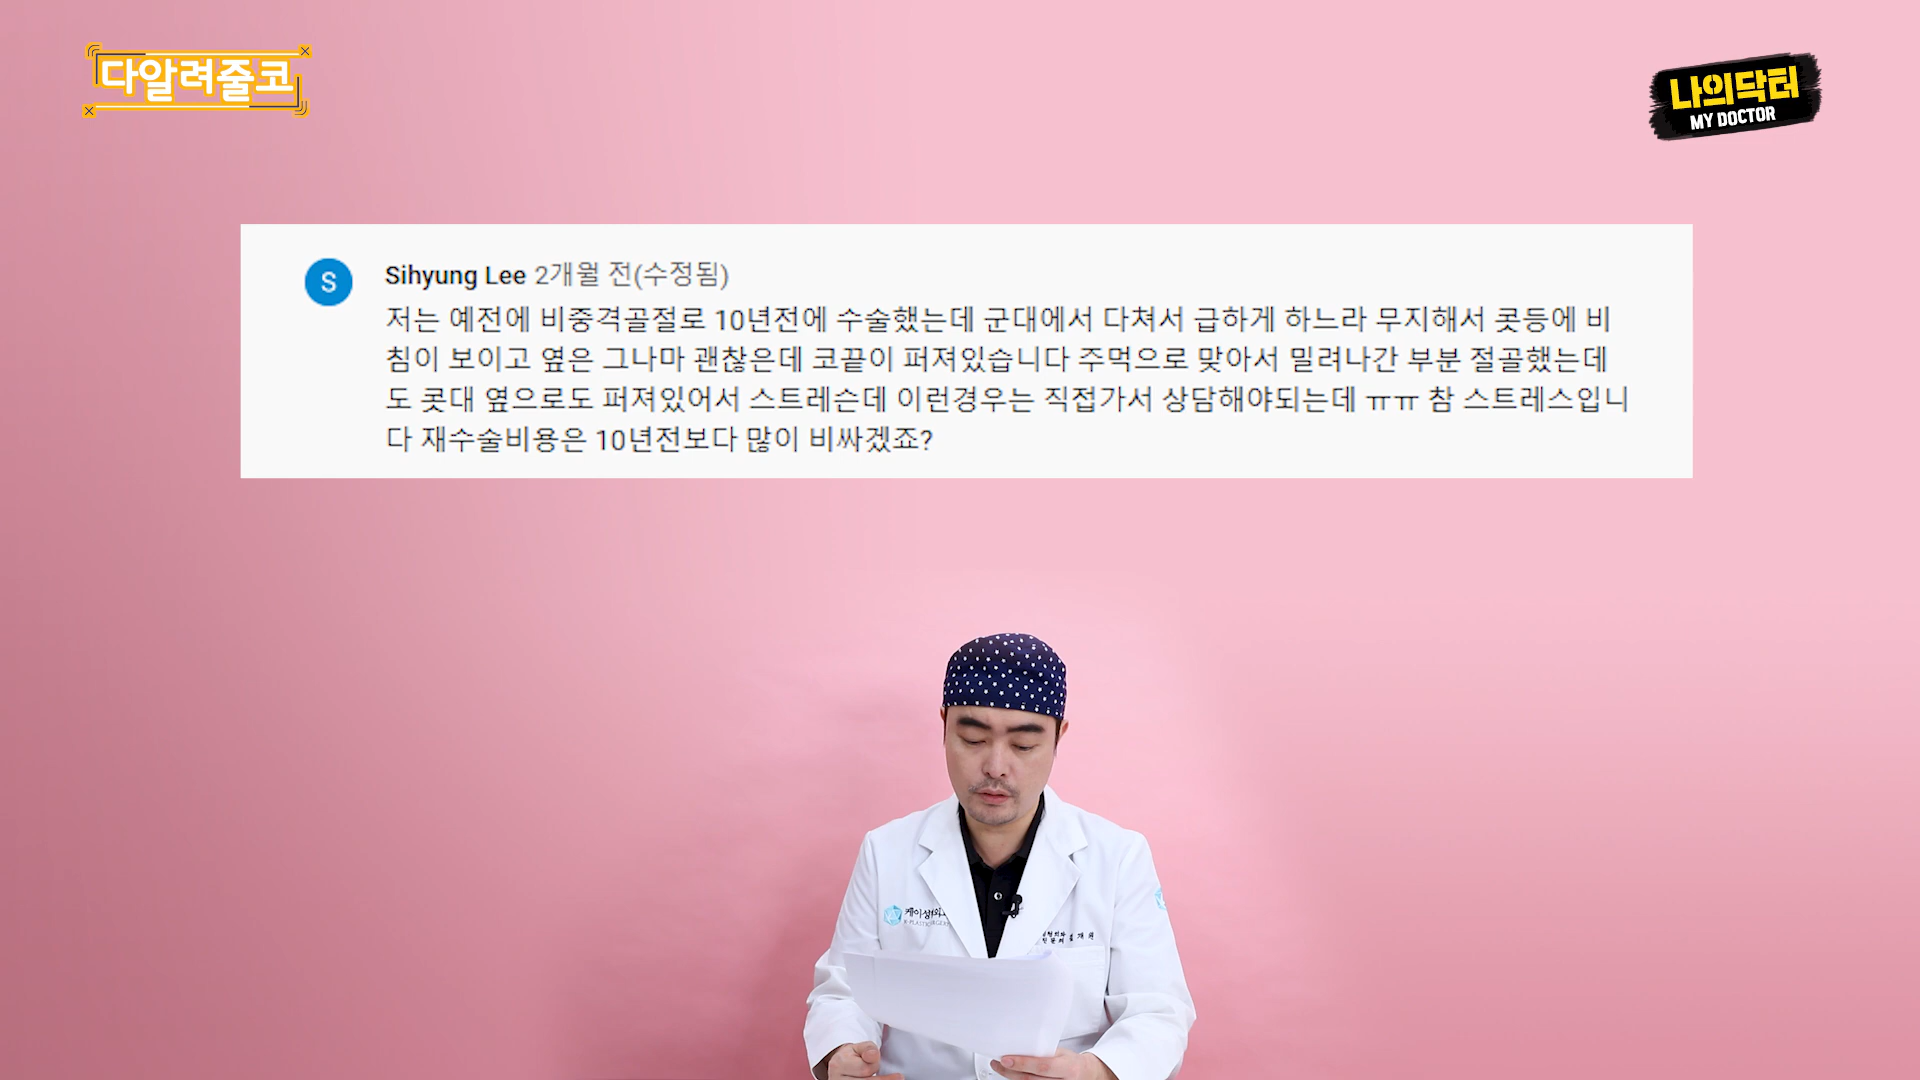 다알려줄코
나의닥터
MY DOCTOR
S
Sihyung Lee 2개월 전(수정됨)
저는 예전에 비중격골절로 10년전에 수술했는데 군대에서 다쳐서 급하게 하느라 무지해서 콧등에 비
침이 보이고 옆은 그나마 괜찮은데 코끝이 퍼져있습니다 주먹으로 맞아서 밀려나간 부분 절골했는데
도 콧대 옆으로도 퍼져있어서 스트레슨데 이런경우는 직접가서 상담해야되는데 ㅠㅠ 참 스트레스입니
다 재수술비용은 10년전보다 많이 비싸겠죠?
케이성형외